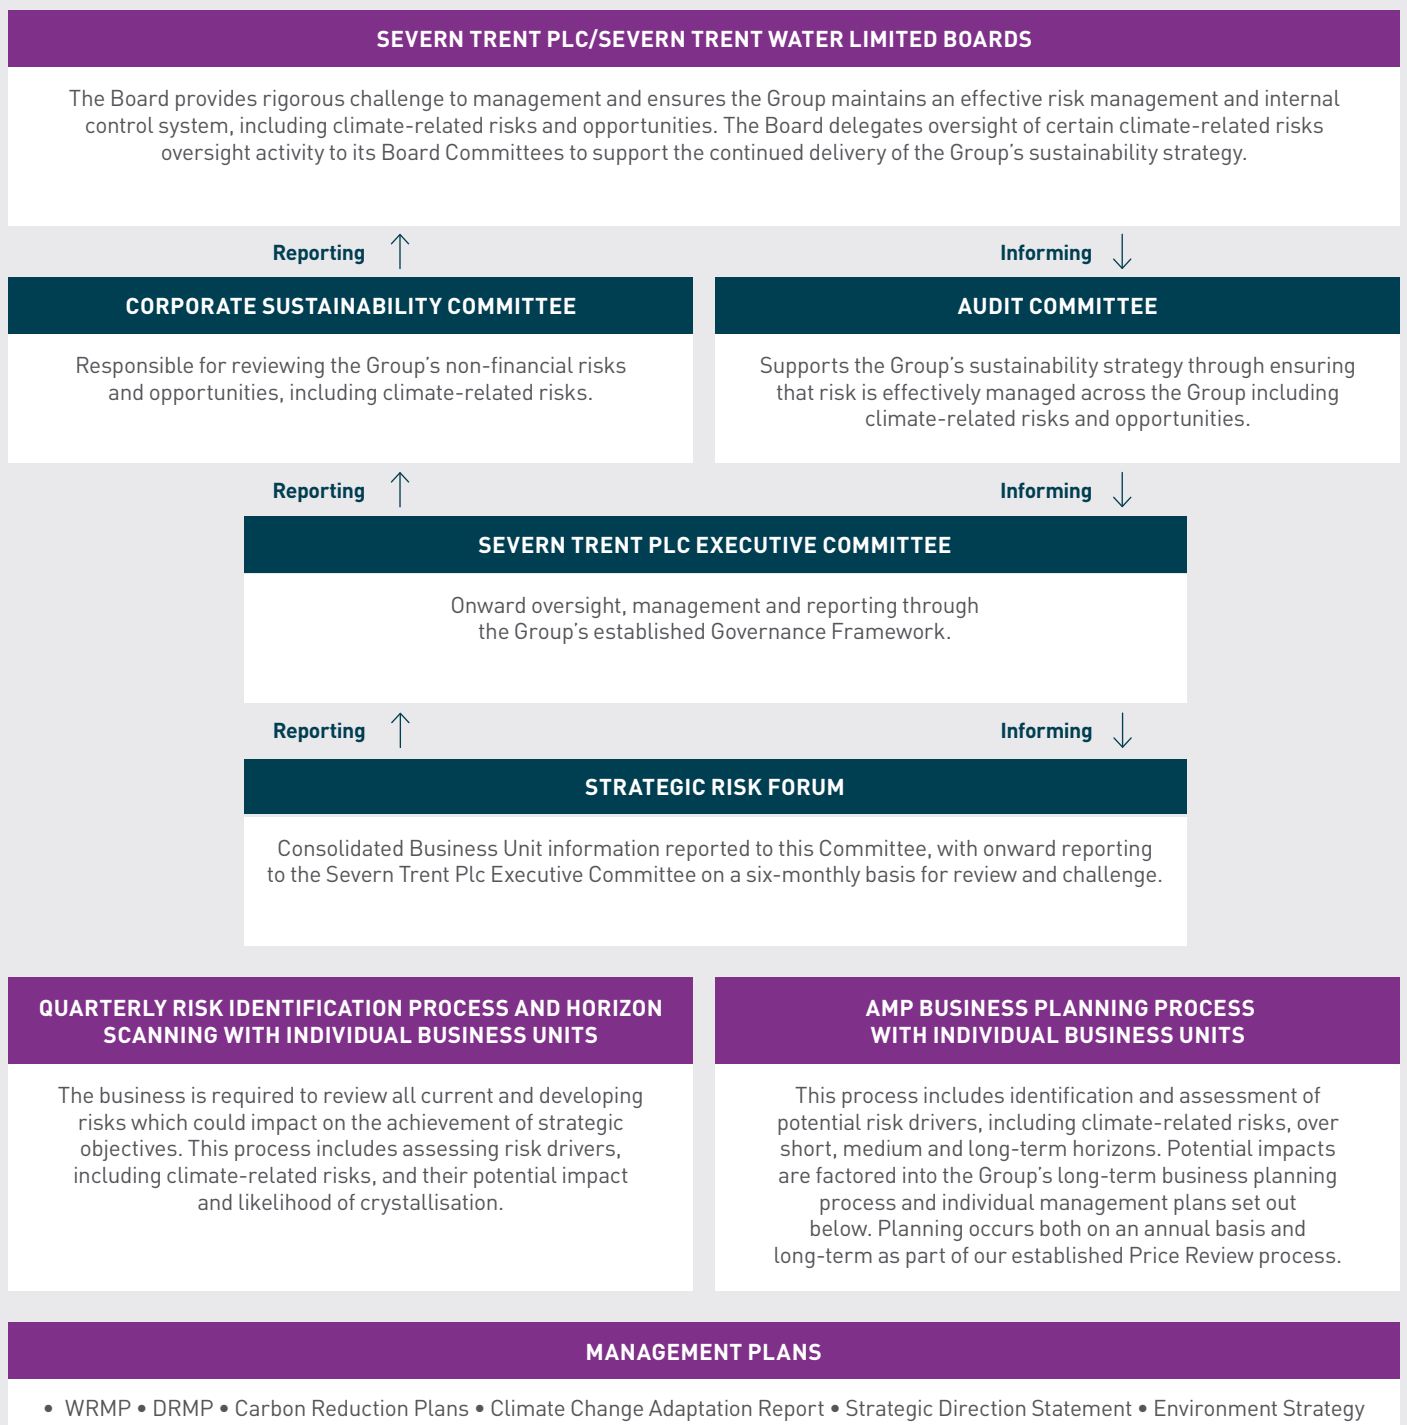 SEVERN TRENT PLC/SEVERN TRENT WATER LIMITED BOARDS
The Board provides rigorous challenge to management and ensures the Group maintains an effective risk management and internal
control system, including climate-related risks and opportunities. The Board delegates oversight of certain climate-related risks
oversight activity to its Board Committees to support the continued delivery of the Group's sustainability strategy.
Reporting
Informing
CORPORATE SUSTAINABILITY COMMITTEE
Responsible for reviewing the Group's non-financial risks
and opportunities, including climate-related risks.
AUDIT COMMITTEE
Supports the Group's sustainability strategy through ensuring
that risk is effectively managed across the Group including
climate-related risks and opportunities.
Reporting
Informing
SEVERN TRENT PLC EXECUTIVE COMMITTEE
Onward oversight, management and reporting through
the Group's established Governance Framework.
Reporting
Informing
STRATEGIC RISK FORUM
Consolidated Business Unit information reported to this Committee, with onward reporting
to the Severn Trent Plc Executive Committee on a six-monthly basis for review and challenge.
QUARTERLY RISK IDENTIFICATION PROCESS AND HORIZON
SCANNING WITH INDIVIDUAL BUSINESS UNITS
The business is required to review all current and developing
risks which could impact on the achievement of strategic
objectives. This process includes assessing risk drivers,
including climate-related risks, and their potential impact
and likelihood of crystallisation.
AMP BUSINESS PLANNING PROCESS
WITH INDIVIDUAL BUSINESS UNITS
This process includes identification and assessment of
potential risk drivers, including climate-related risks, over
short, medium and long-term horizons. Potential impacts
are factored into the Group's long-term business planning
process and individual management plans set out
below. Planning occurs both on an annual basis and
long-term as part of our established Price Review process.
MANAGEMENT PLANS
• WRMP • DRMP • Carbon Reduction Plans • Climate Change Adaptation Report • Strategic Direction Statement • Environment Strategy